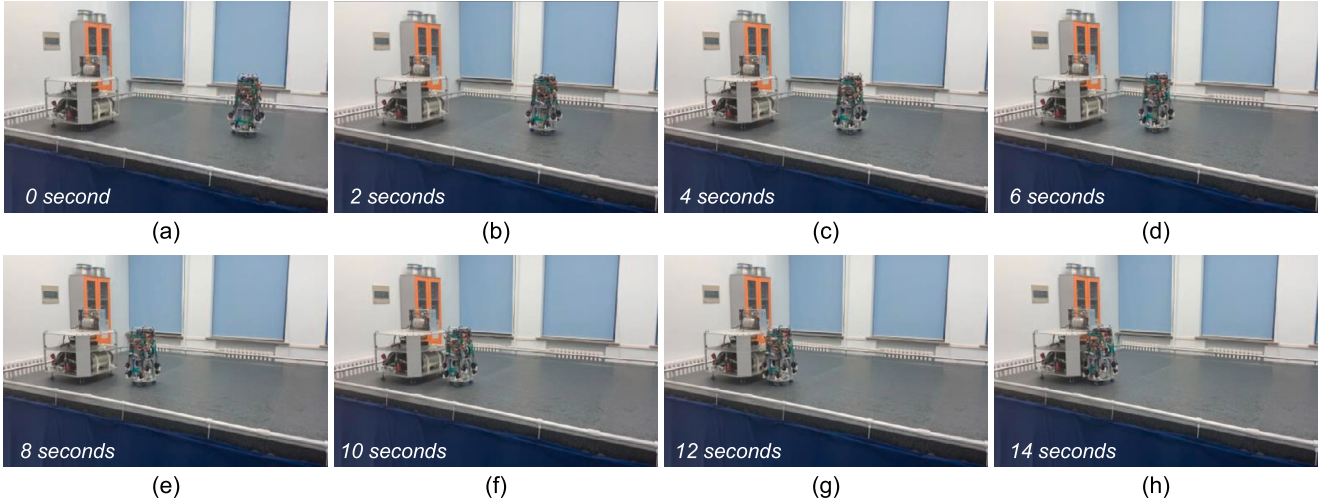 0 second
2 seconds
4 seconds
6 seconds
(a)
(b)
(c)
(d)
8 seconds
10 seconds
12 seconds
14 seconds
(e)
(f)
(g)
(h)